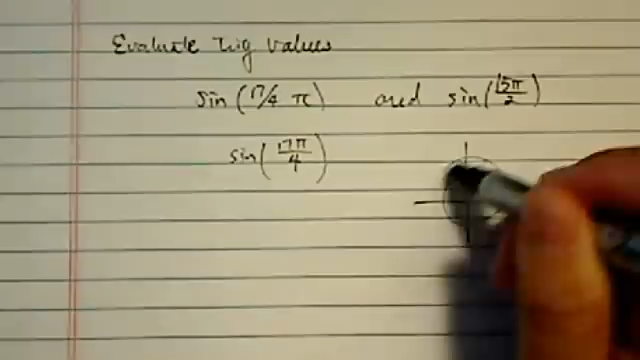 Evaluate Trig Values
sin(17/4 π) and sin(15π/2)
sin(17π/4)